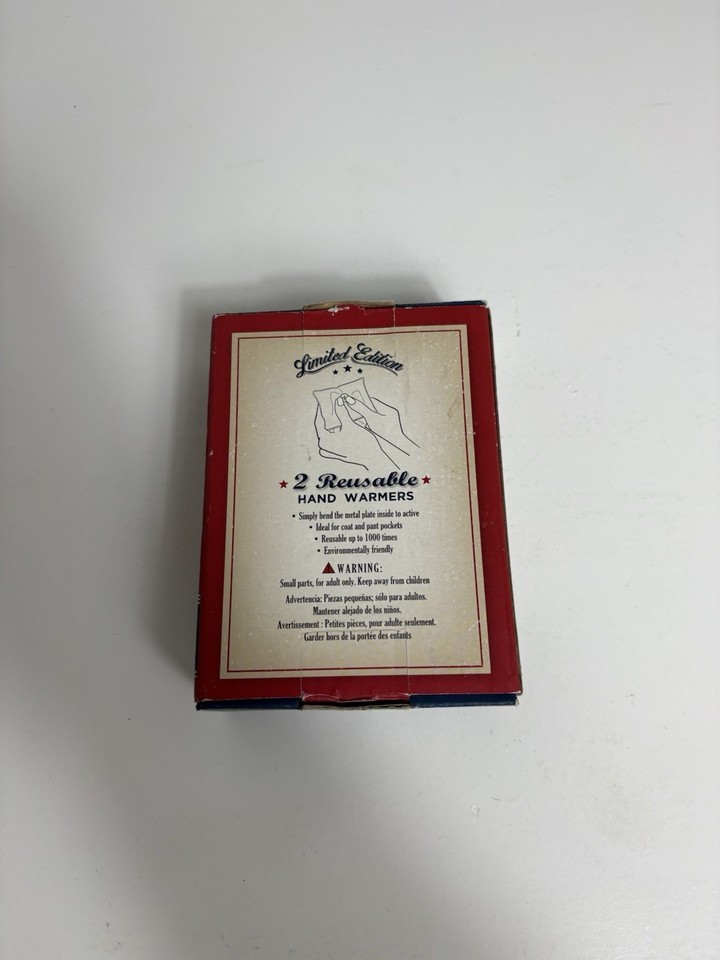 Limited Edition
2 Reusable
HAND WARMERS
• Simply bend the metal plate inside to active
• Ideal for coat and pant pockets
• Reusable up to 1000 times
• Environmentally friendly
WARNING:
Small parts, for adult only. Keep away from children
Advertencia: Piezas pequeñas; sólo para adultos.
Mantener alejado de los niños.
Avertissement : Petites pièces, pour adulte seulement.
Garder hors de la portée des enfants